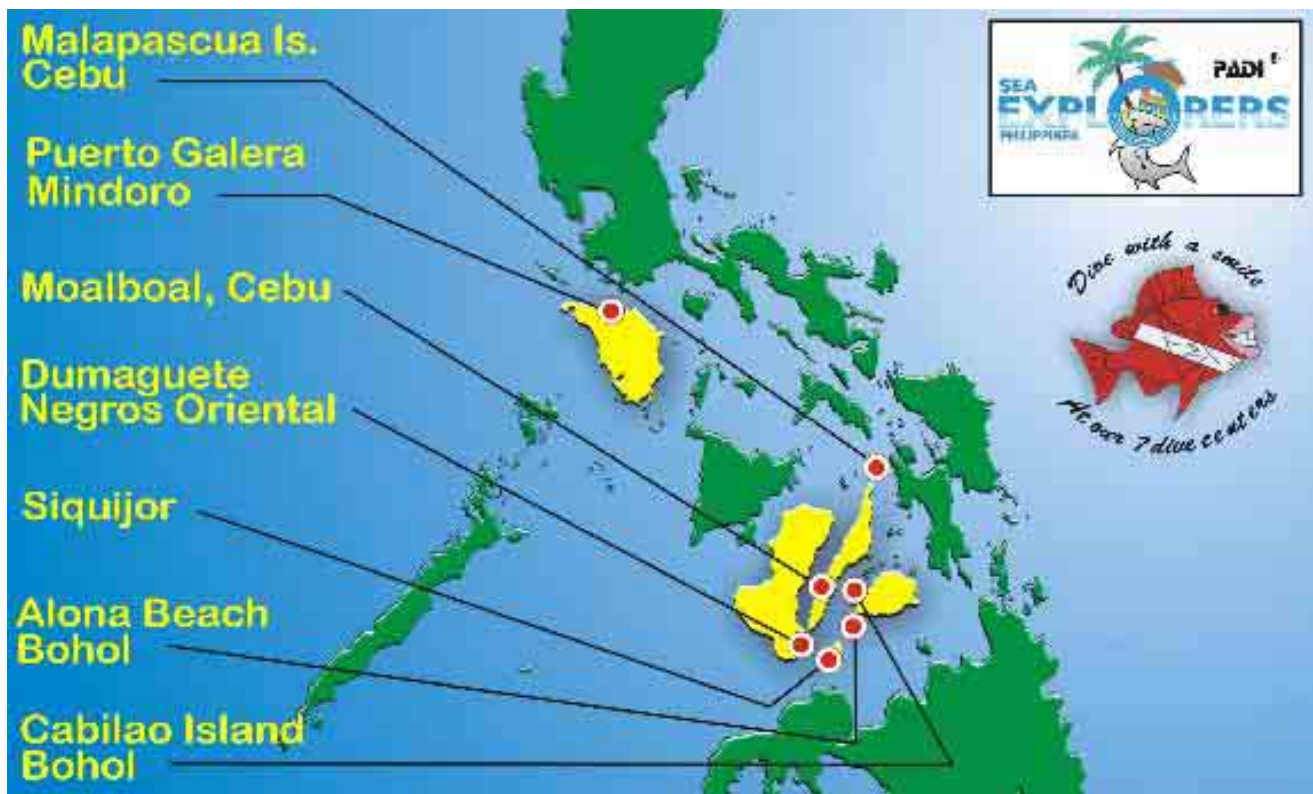 Malapascua Is.
Cebu
Puerto Galera
Mindoro
Moalboal, Cebu
Dumaguete
Negros Oriental
Siquijor
Alona Beach
Bohol
Cabilao Island
Bohol
PADI
SEA
EXPLORERS
PHILIPPINES
Dive with a smile
At our 7 dive centers